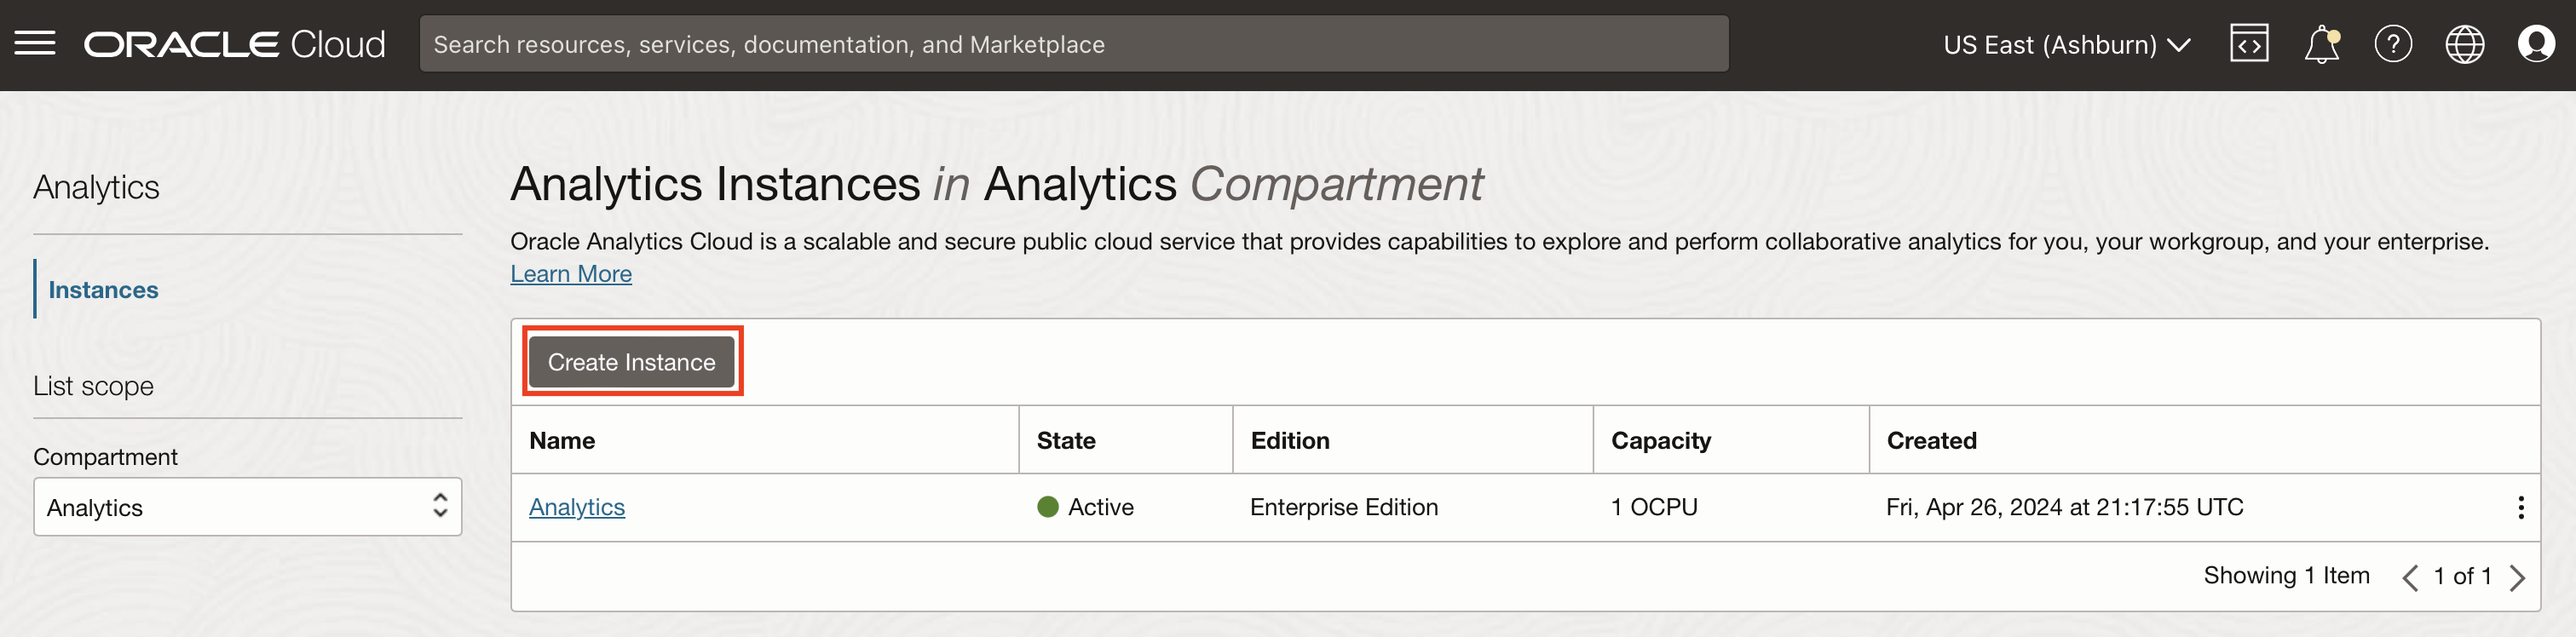 ORACLE Cloud
Search resources, services, documentation, and Marketplace
US East (Ashburn)
Analytics
Instances
List scope
Compartment
Analytics
Analytics Instances in Analytics Compartment
Oracle Analytics Cloud is a scalable and secure public cloud service that provides capabilities to explore and perform collaborative analytics for you, your workgroup, and your enterprise.
Learn More
Create Instance
Name State Edition Capacity Created
Analytics Active Enterprise Edition 1 OCPU Fri, Apr 26, 2024 at 21:17:55 UTC
Showing 1 Item 1 of 1